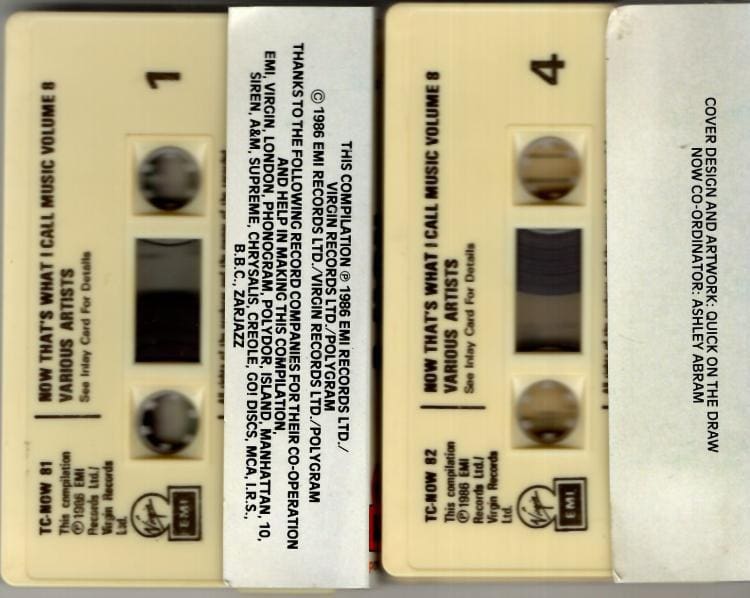 1
NOW THAT'S WHAT I CALL MUSIC VOLUME 8
VARIOUS ARTISTS
See Inlay Card For Details
TC-NOW 81
This compilation
℗ 1986 EMI
Records Ltd./
Virgin Records
Ltd.
Virgin
EMI
THIS COMPILATION ℗ 1986 EMI RECORDS LTD./
VIRGIN RECORDS LTD./POLYGRAM
© 1986 EMI RECORDS LTD./VIRGIN RECORDS LTD./POLYGRAM
THANKS TO THE FOLLOWING RECORD COMPANIES FOR THEIR CO-OPERATION
AND HELP IN MAKING THIS COMPILATION.
EMI, VIRGIN, LONDON, PHONOGRAM, POLYDOR, ISLAND, MANHATTAN, 10,
SIREN, A&M, SUPREME, CHRYSALIS, CREOLE, GO! DISCS, MCA, I.R.S.,
B.B.C., ZARJAZZ
4
NOW THAT'S WHAT I CALL MUSIC VOLUME 8
VARIOUS ARTISTS
See Inlay Card For Details
TC-NOW 82
This compilation
℗ 1986 EMI
Records Ltd./
Virgin Records
Ltd.
Virgin
EMI
COVER DESIGN AND ARTWORK: QUICK ON THE DRAW
NOW CO-ORDINATOR: ASHLEY ABRAM